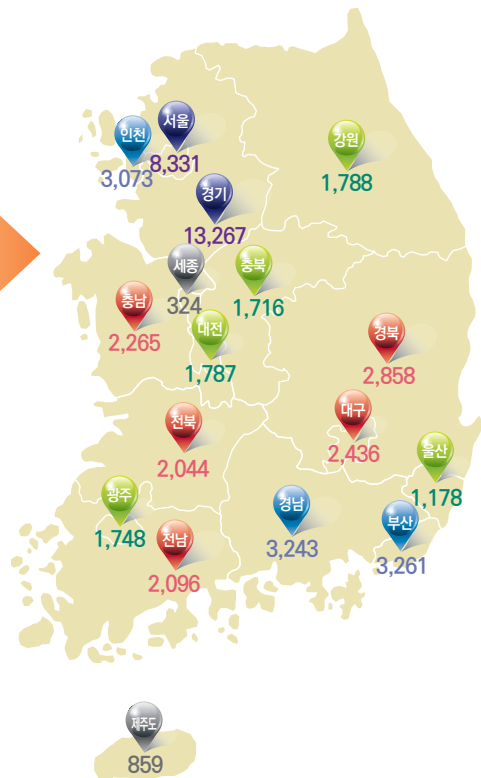 서울
8,331
인천
3,073
강원
1,788
경기
13,267
세종
324
충북
1,716
충남
2,265
대전
1,787
경북
2,858
전북
2,044
대구
2,436
울산
1,178
광주
1,748
경남
3,243
부산
3,261
전남
2,096
제주도
859